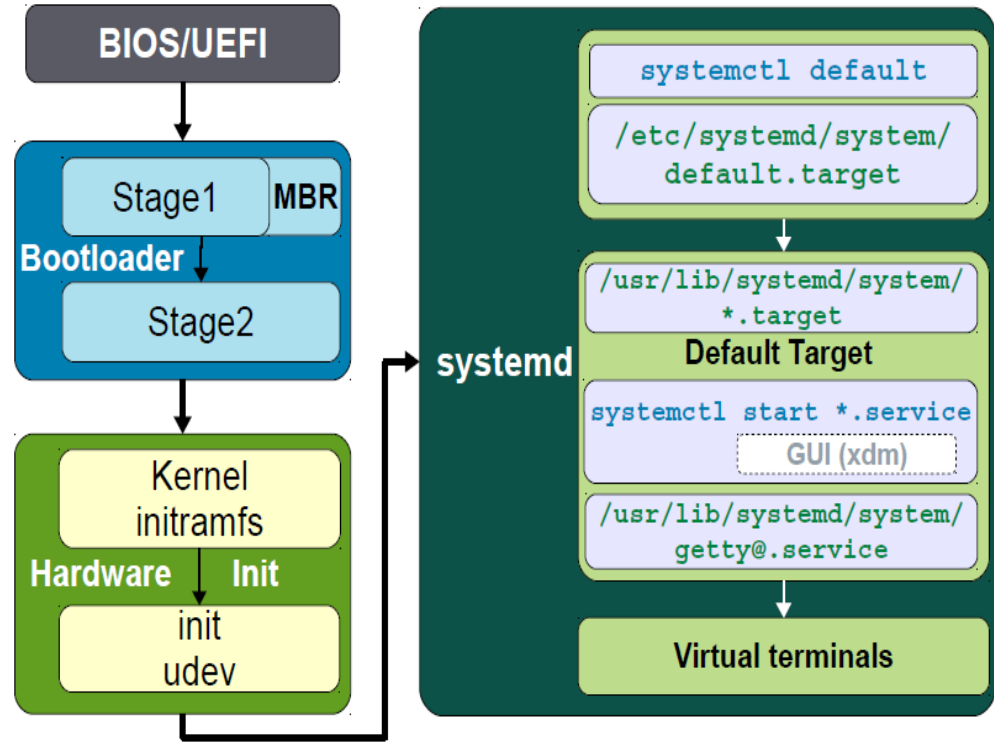 BIOS/UEFI
Stage1
MBR
Bootloader
Stage2
Kernel
initramfs
Hardware Init
init
udev
systemd
systemctl default
/etc/systemd/system/
default.target
/usr/lib/systemd/system/
*.target
Default Target
systemctl start *.service
GUI (xdm)
/usr/lib/systemd/system/
getty@.service
Virtual terminals